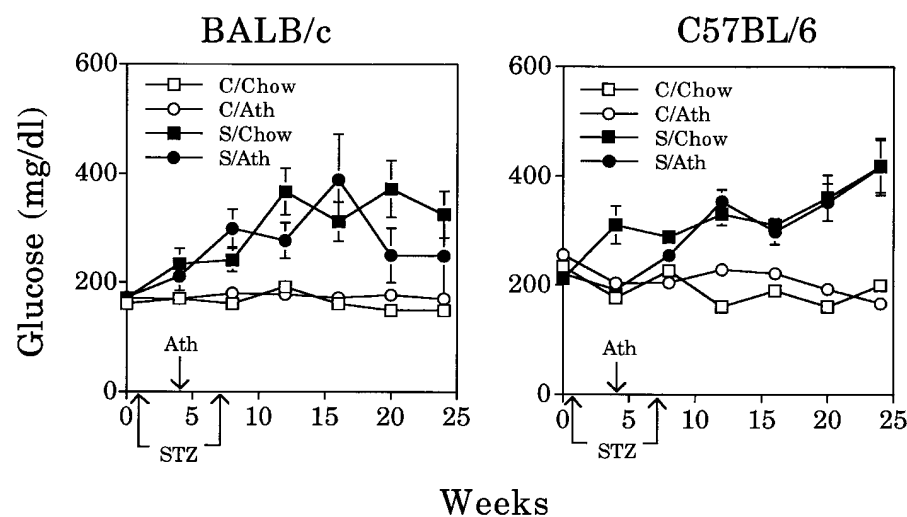 BALB/c
C57BL/6
Glucose (mg/dl)
600
400
200
0
C/Chow
C/Ath
S/Chow
S/Ath
Ath
0 5 10 15 20 25
STZ
600
400
200
0
C/Chow
C/Ath
S/Chow
S/Ath
Ath
0 5 10 15 20 25
STZ
Weeks